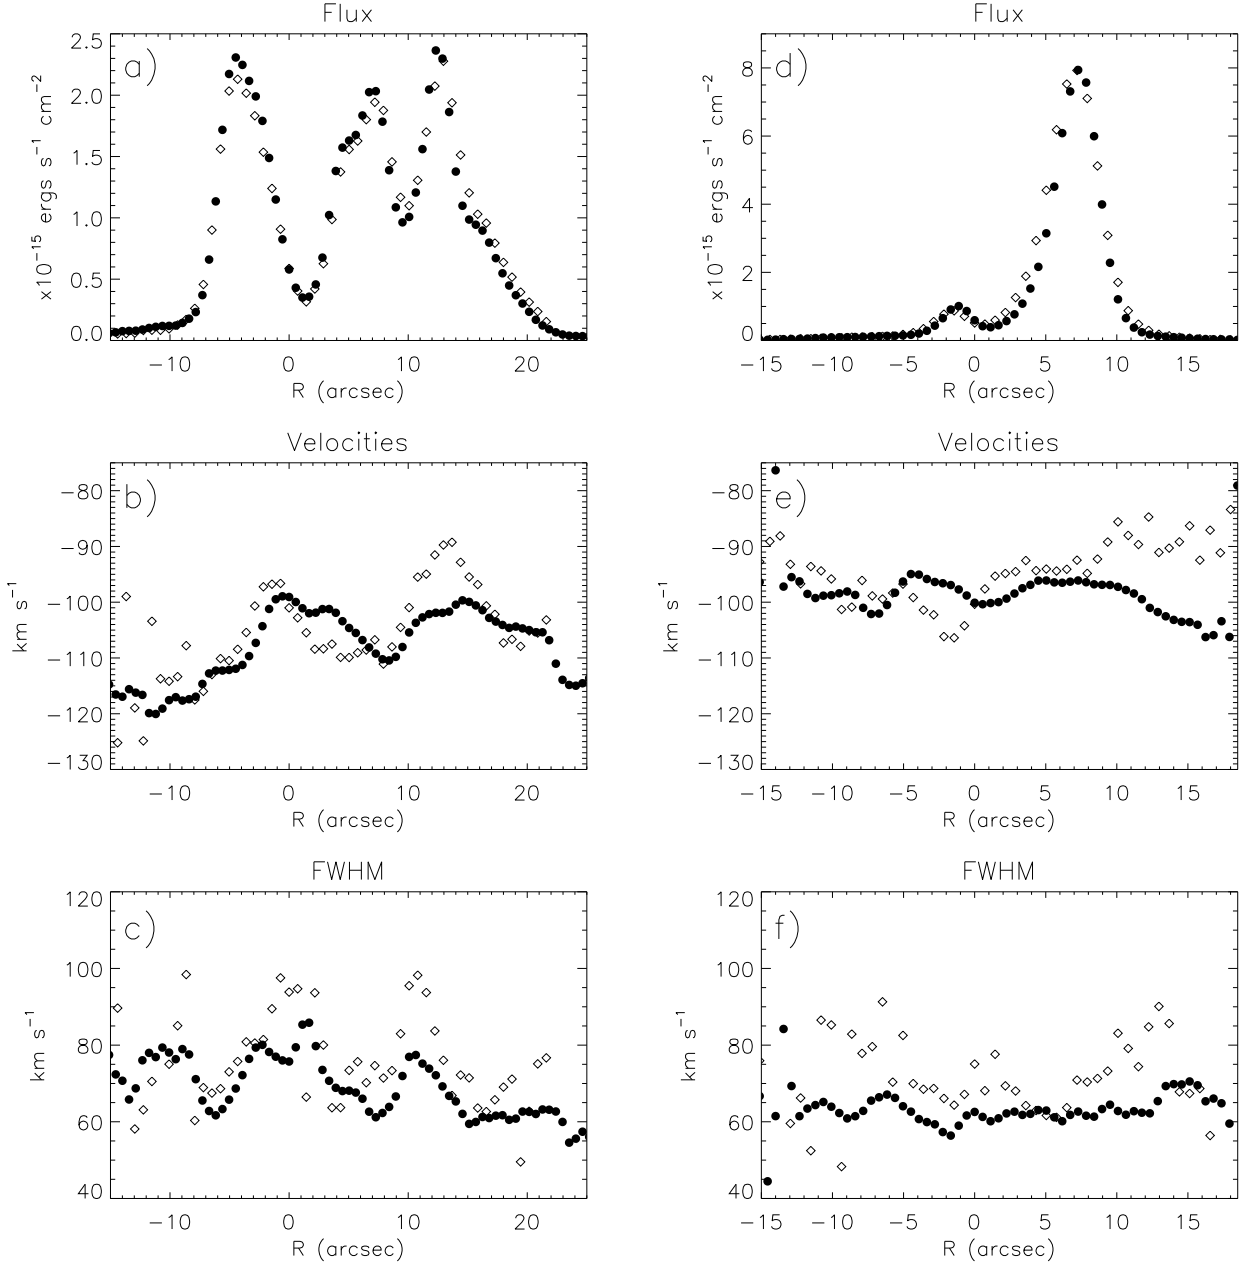 Flux
a)
2.5
2.0
1.5
1.0
0.5
0.0
x10⁻¹⁵ ergs s⁻¹ cm⁻²
−10 0 10 20
R (arcsec)
Velocities
b)
−80
−90
−100
−110
−120
−130
km s⁻¹
−10 0 10 20
R (arcsec)
FWHM
c)
120
100
80
60
40
km s⁻¹
−10 0 10 20
R (arcsec)
Flux
d)
8
6
4
2
0
x10⁻¹⁵ ergs s⁻¹ cm⁻²
−15 −10 −5 0 5 10 15
R (arcsec)
Velocities
e)
−80
−90
−100
−110
−120
−130
km s⁻¹
−15 −10 −5 0 5 10 15
R (arcsec)
FWHM
f)
120
100
80
60
40
km s⁻¹
−15 −10 −5 0 5 10 15
R (arcsec)